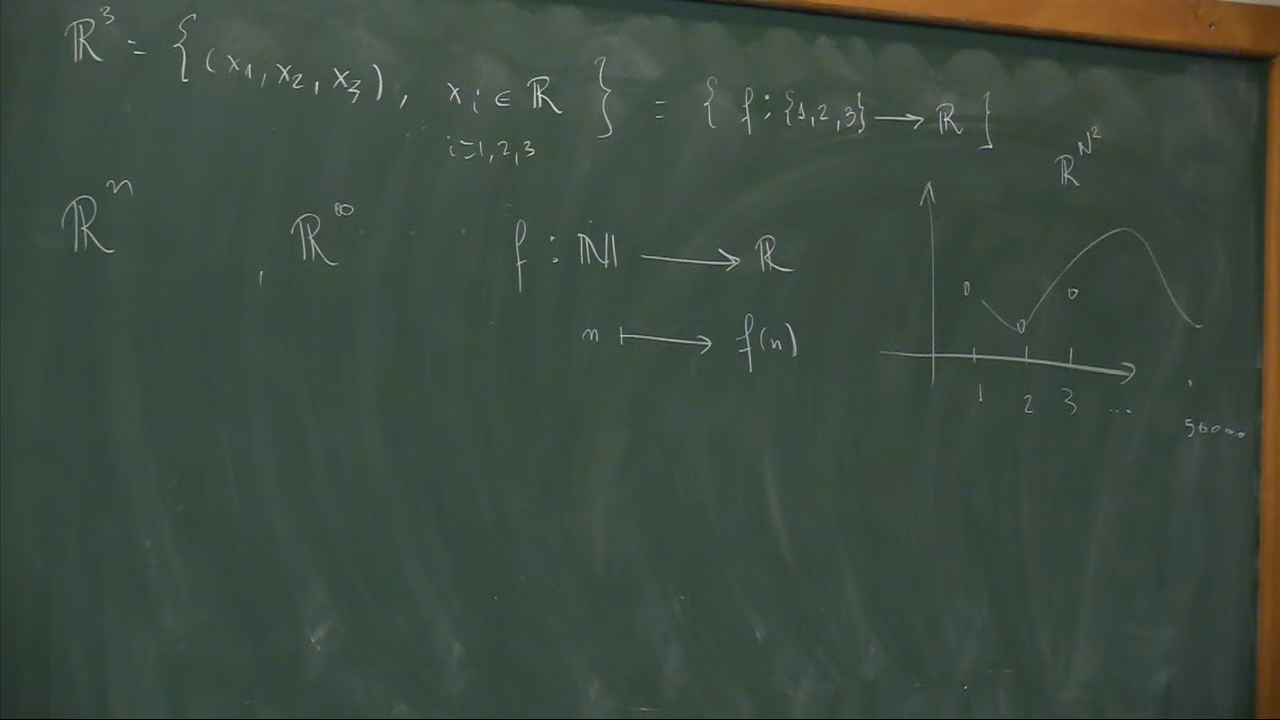 ℝ³ = { (x₁, x₂, x₃), xᵢ ∈ ℝ } = { f : {1,2,3} ⟶ ℝ }
i=1,2,3
ℝ^{N²}
ℝⁿ , ℝ^∞ f : ℕ ⟶ ℝ
n ⟼ f(n)
1 2 3 ...